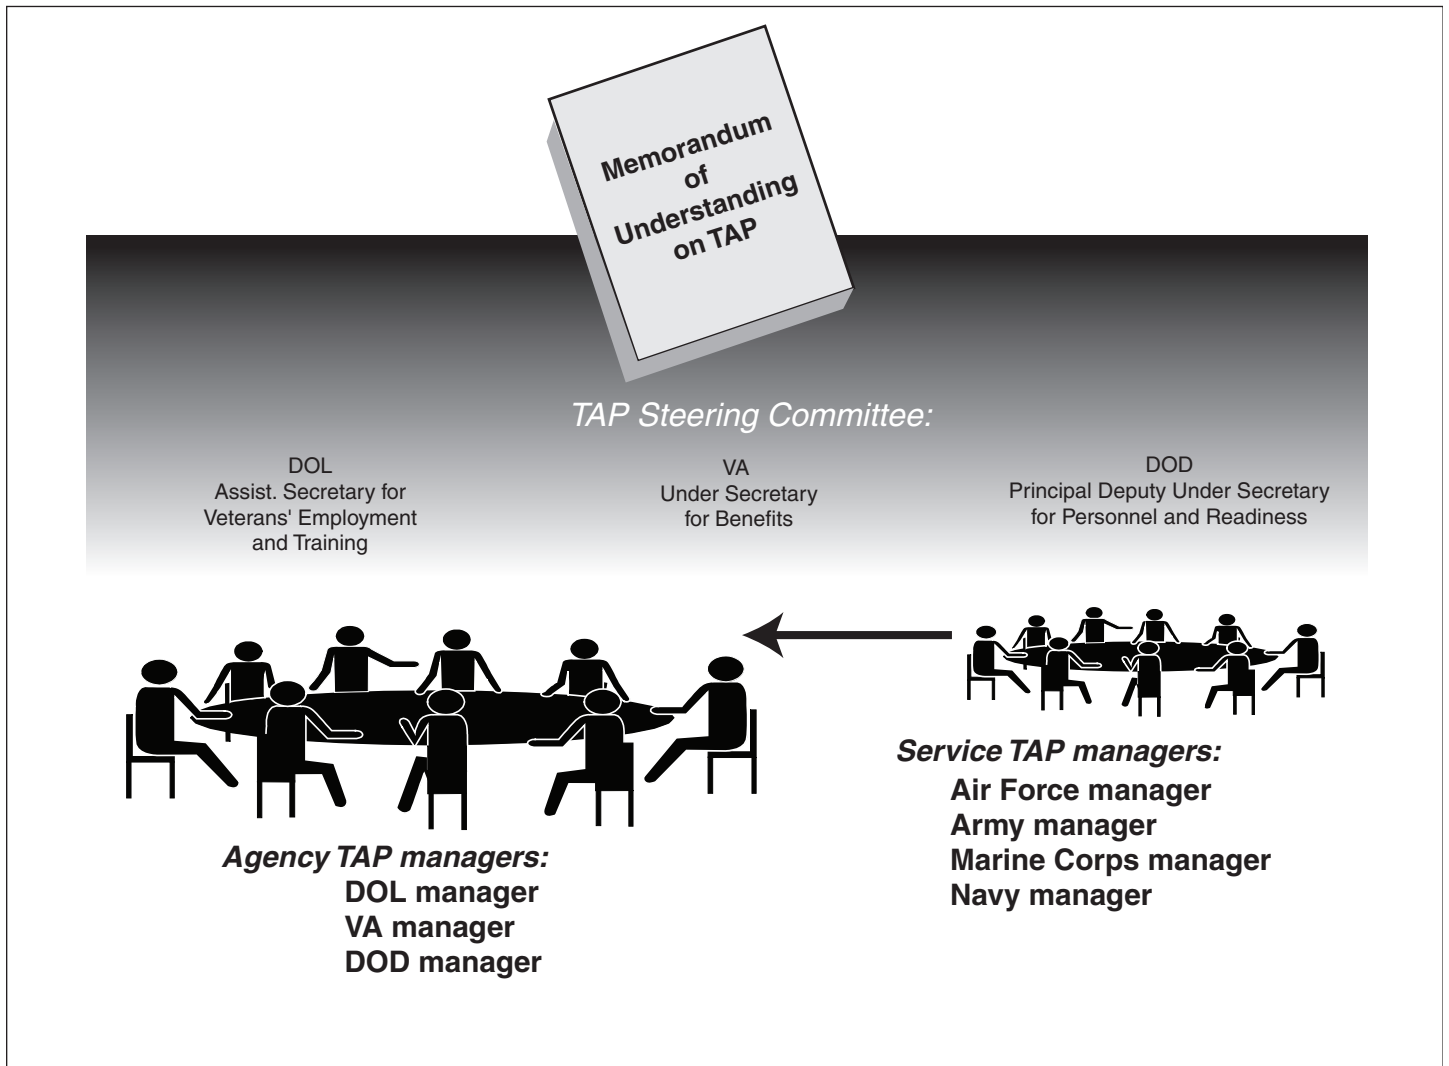 Memorandum
of
Understanding
on TAP
TAP Steering Committee:
DOL
Assist. Secretary for
Veterans' Employment
and Training
VA
Under Secretary
for Benefits
DOD
Principal Deputy Under Secretary
for Personnel and Readiness
Agency TAP managers:
DOL manager
VA manager
DOD manager
Service TAP managers:
Air Force manager
Army manager
Marine Corps manager
Navy manager